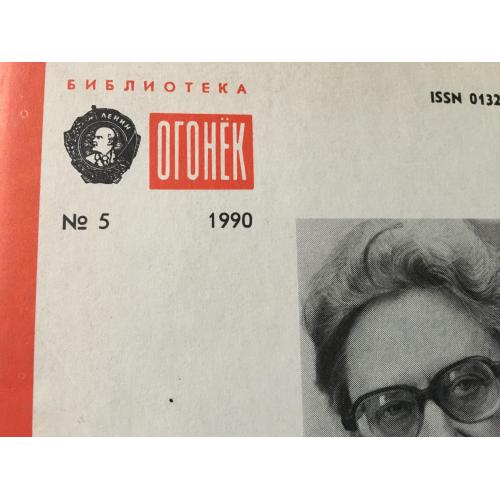 БИБЛИОТЕКА
ЛЕНИН
ОГОНЁК
ISSN 0132
№ 5 1990